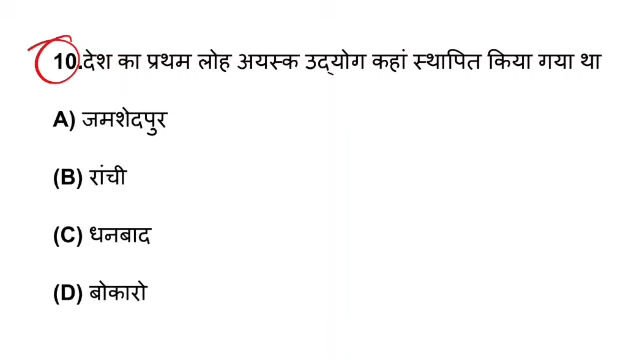 10.देश का प्रथम लोह अयस्क उद्‌योग कहां स्थापित किया गया था
A) जमशेदपुर
(B) रांची
(C) धनबाद
(D) बोकारो